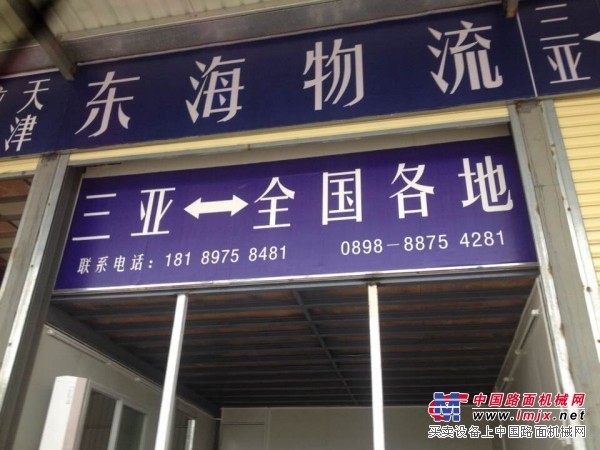 天津
东海物流
三亚
三亚↔全国各地
联系电话: 181 8975 8481 0898-8875 4281
中国路面机械网
www.lmjx.net
买卖设备上中国路面机械网